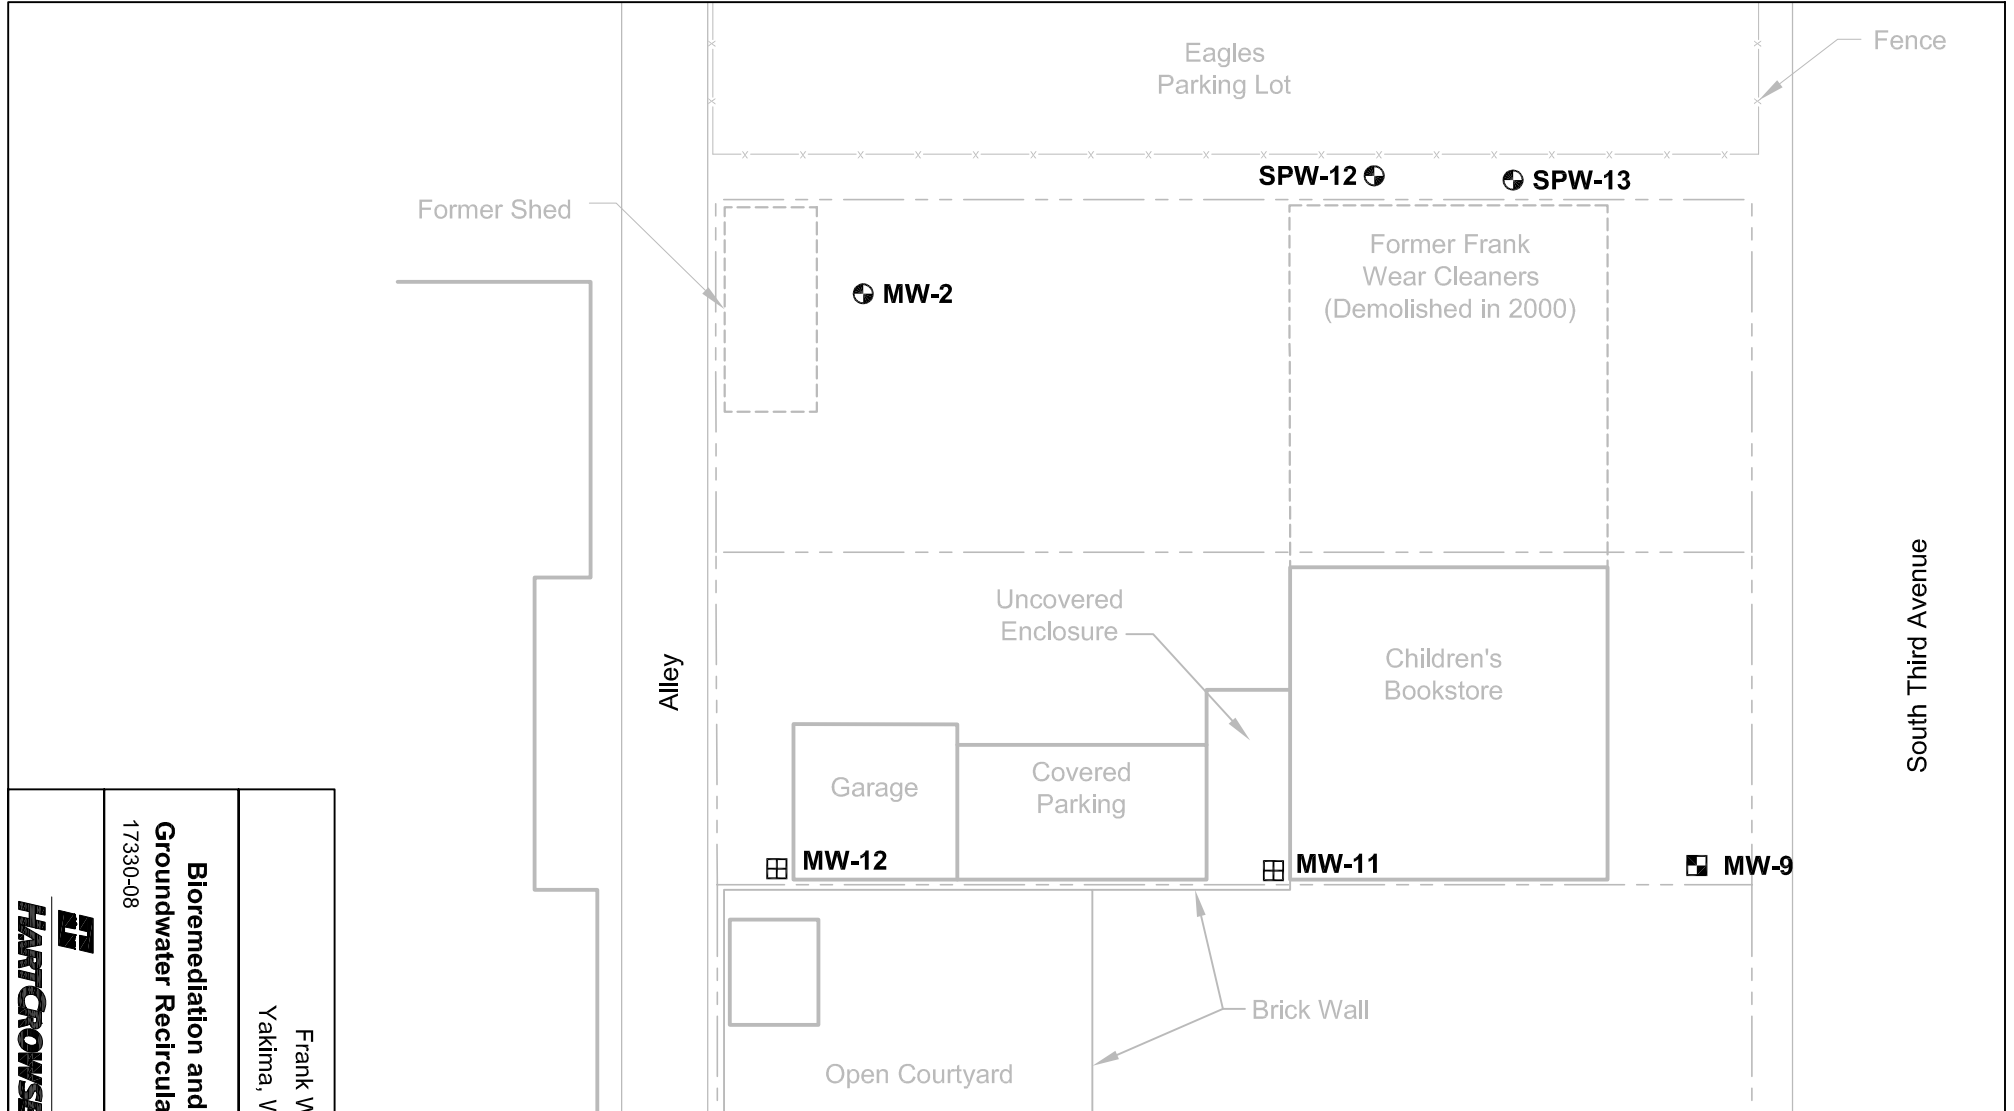 Eagles
Parking Lot
Fence
SPW-12
SPW-13
Former Shed
Former Frank
Wear Cleaners
(Demolished in 2000)
MW-2
Uncovered
Enclosure
Children's
Bookstore
Alley
South Third Avenue
Garage
Covered
Parking
MW-12
MW-11
MW-9
Brick Wall
Open Courtyard
Frank
Yakima,
Bioremediation and
Groundwater
17330-08
HARTCROWSE